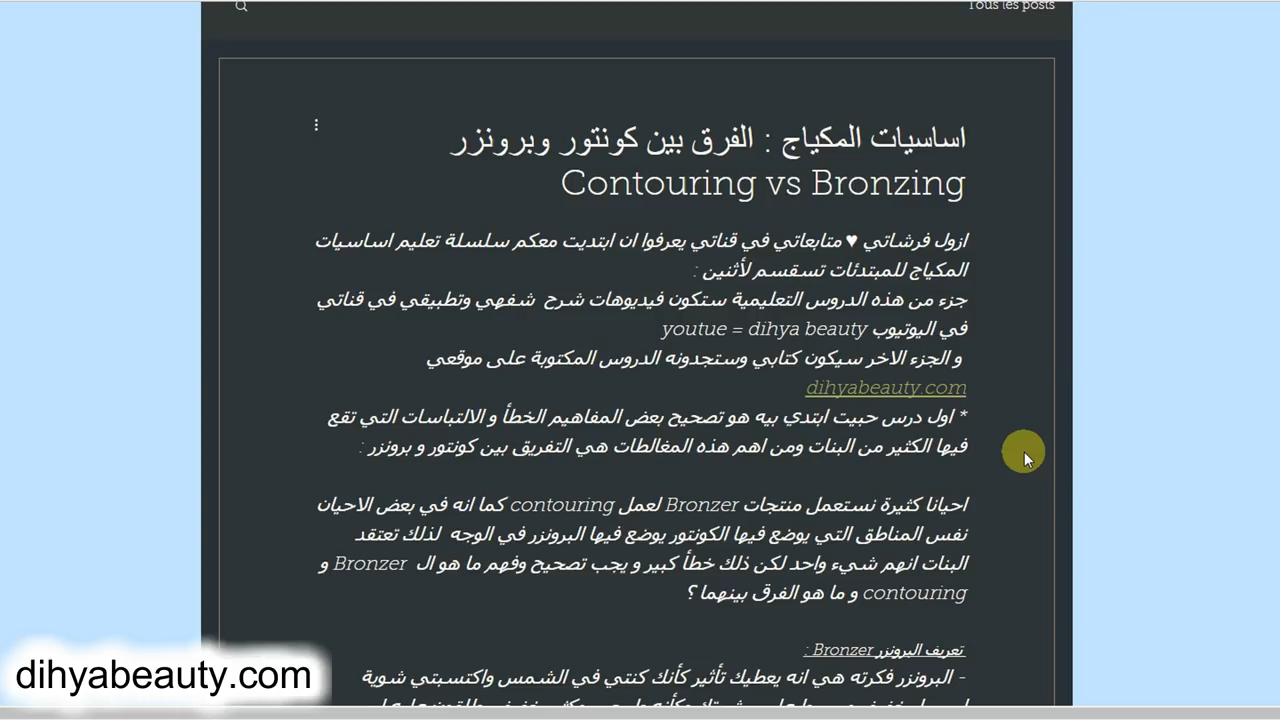 Tous les posts
اساسيات المكياج : الفرق بين كونتور وبرونزر
Contouring vs Bronzing
ازول فرشاتي ♥ متابعاتي في قناتي يعرفوا ان ابتديت معكم سلسلة تعليم اساسيات
المكياج للمبتدئات تسقسم لأثنين :
جزء من هذه الدروس التعليمية ستكون فيديوهات شرح شفهي وتطبيقي في قناتي
في اليوتيوب youtue = dihya beauty
و الجزء الاخر سيكون كتابي وستجدونه الدروس المكتوبة على موقعي
dihyabeauty.com
* اول درس حبيت ابتدي بيه هو تصحيح بعض المفاهيم الخطأ و الالتباسات التي تقع
فيها الكثير من البنات ومن اهم هذه المغالطات هي التفريق بين كونتور و برونزر :
احيانا كثيرة نستعمل منتجات Bronzer لعمل contouring كما انه في بعض الاحيان
نفس المناطق التي يوضع فيها الكونتور يوضع فيها البرونزر في الوجه لذلك تعتقد
البنات انهم شيء واحد لكن ذلك خطأ كبير و يجب تصحيح وفهم ما هو ال Bronzer و
contouring و ما هو الفرق بينهما ؟
تعريف البرونزر Bronzer :
- البرونزر فكرته هي انه يعطيك تأثير كأنك كنتي في الشمس واكتسبتي شوية
dihyabeauty.com